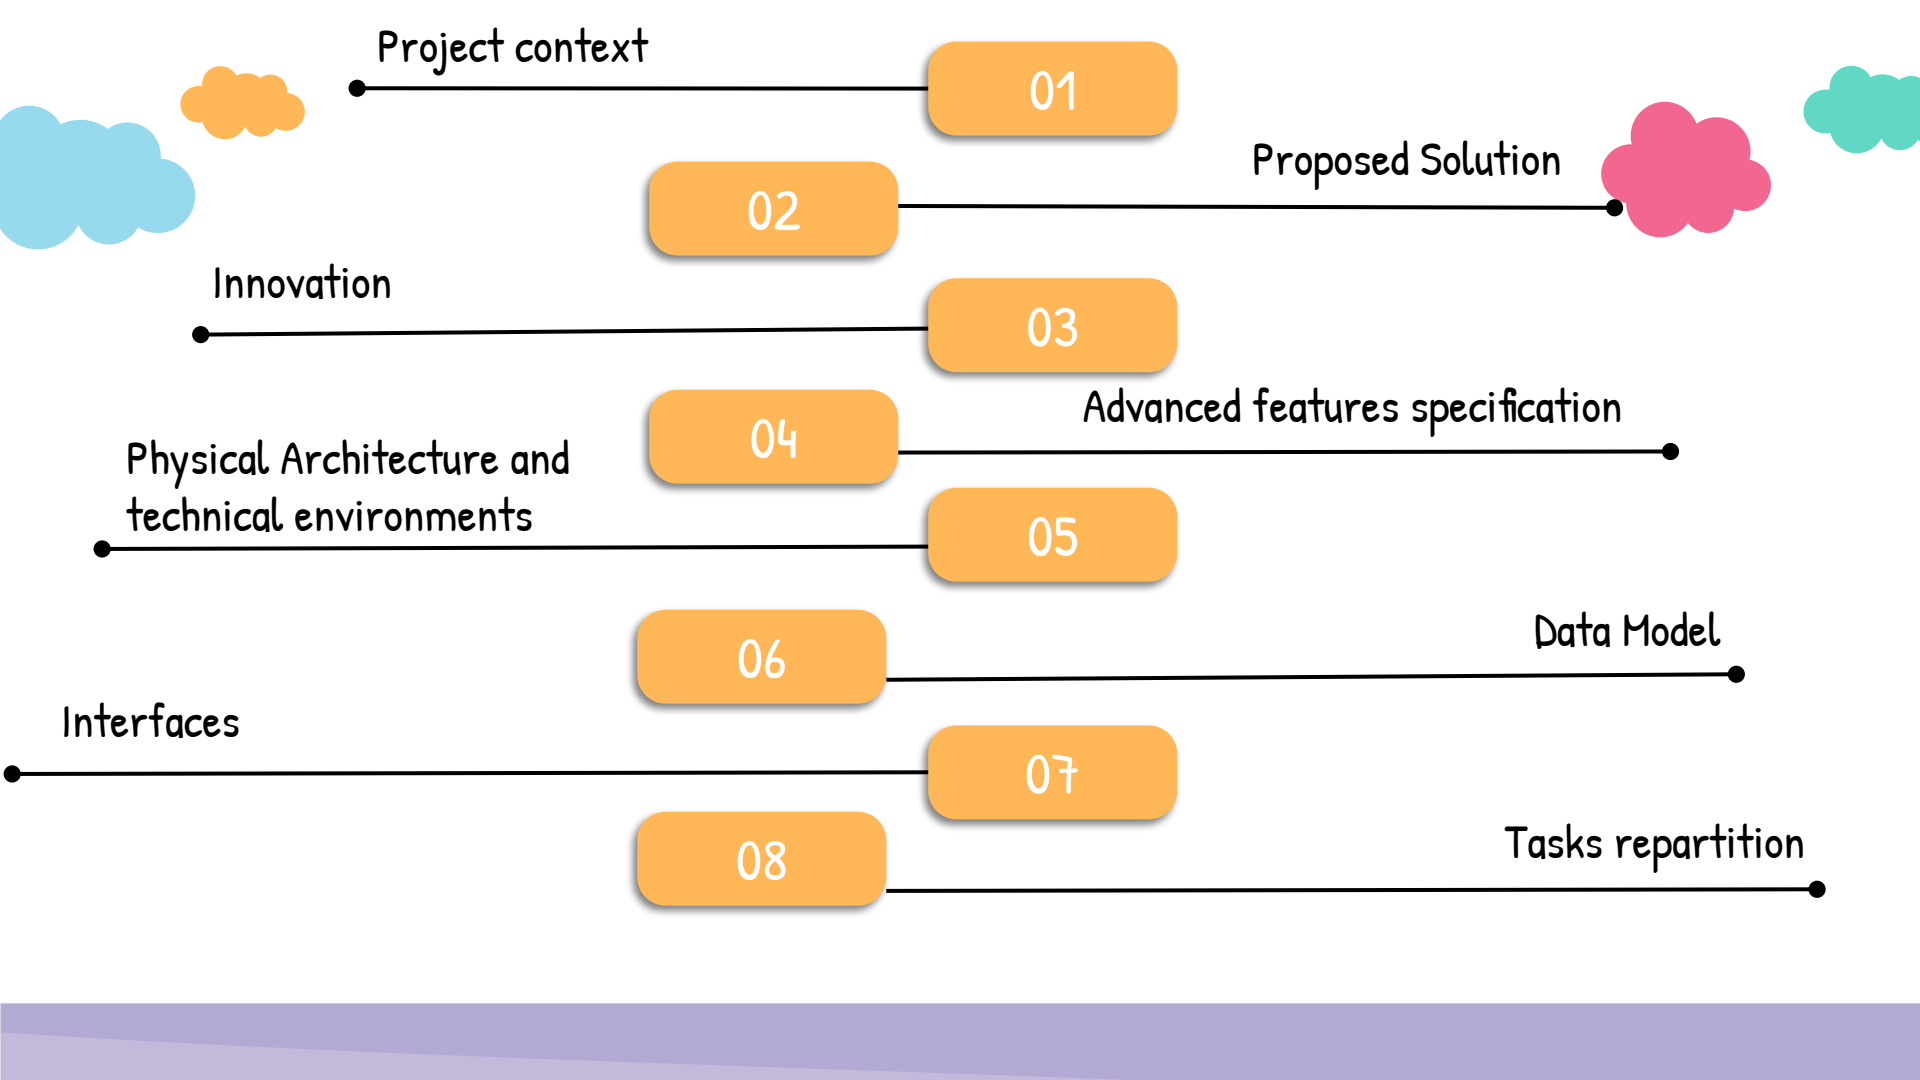 Project context
01
Proposed Solution
02
Innovation
03
Advanced features specification
04
Physical Architecture and
technical environments
05
Data Model
06
Interfaces
07
Tasks repartition
08